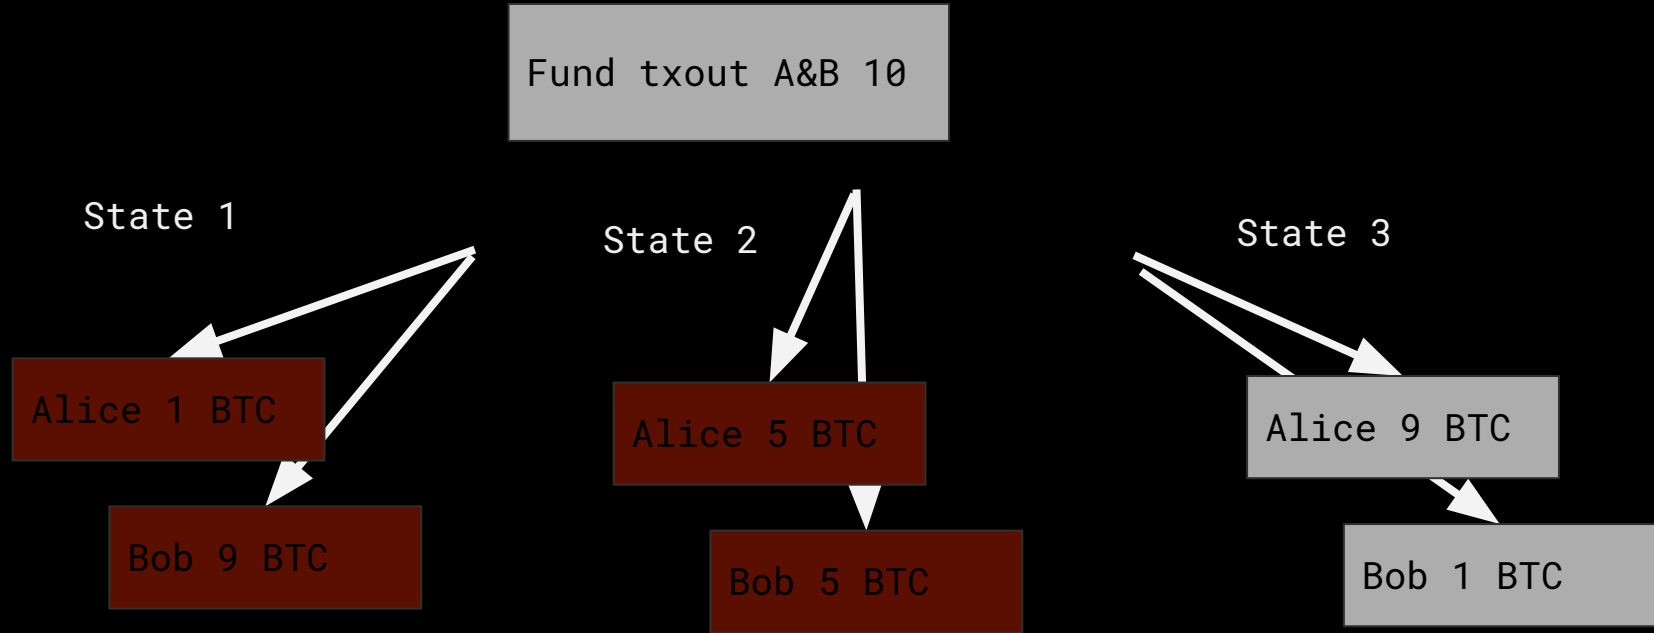 Fund txout A&B 10
State 1
State 2
State 3
Alice 1 BTC
Bob 9 BTC
Alice 5 BTC
Bob 5 BTC
Alice 9 BTC
Bob 1 BTC